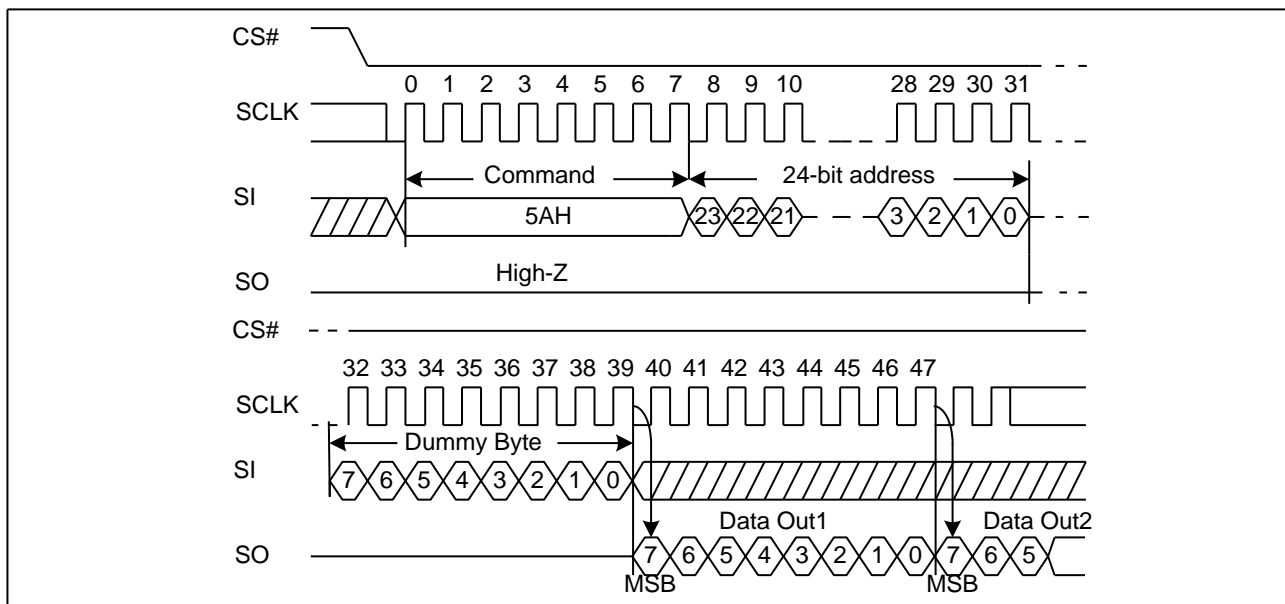 CS#
0 1 2 3 4 5 6 7 8 9 10 28 29 30 31
SCLK
Command 24-bit address
SI
5AH 23 22 21 3 2 1 0
High-Z
SO
CS#
32 33 34 35 36 37 38 39 40 41 42 43 44 45 46 47
SCLK
Dummy Byte
SI
7 6 5 4 3 2 1 0
Data Out1 Data Out2
SO
7 6 5 4 3 2 1 0 7 6 5
MSB MSB